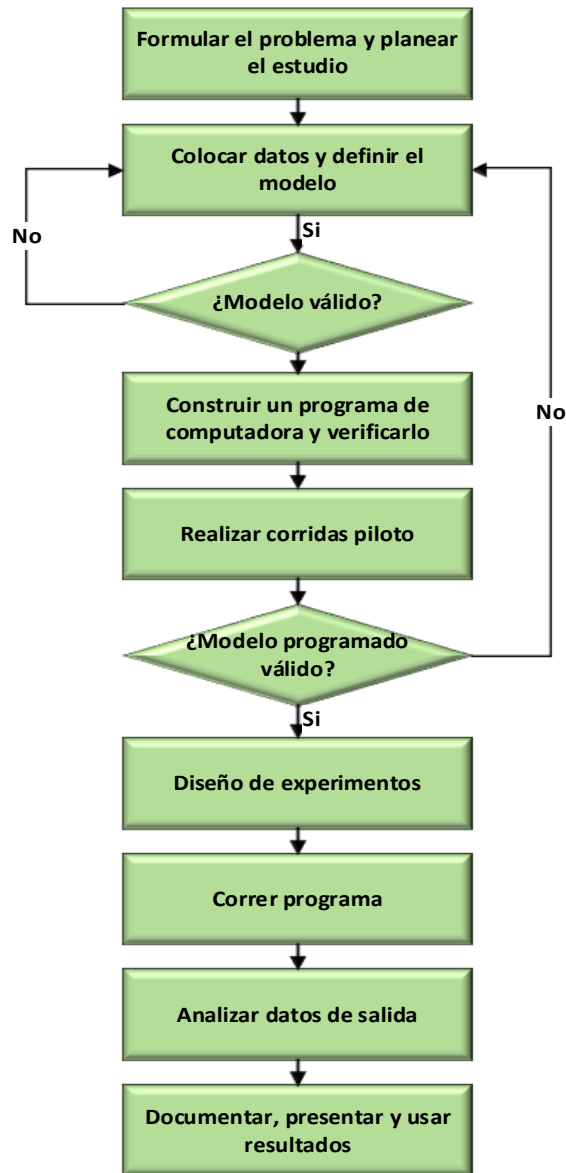 Formular el problema y planear
el estudio
Colocar datos y definir el
modelo
No
Si
¿Modelo válido?
Construir un programa de
computadora y verificarlo
No
Realizar corridas piloto
¿Modelo programado
válido?
Si
Diseño de experimentos
Correr programa
Analizar datos de salida
Documentar, presentar y usar
resultados